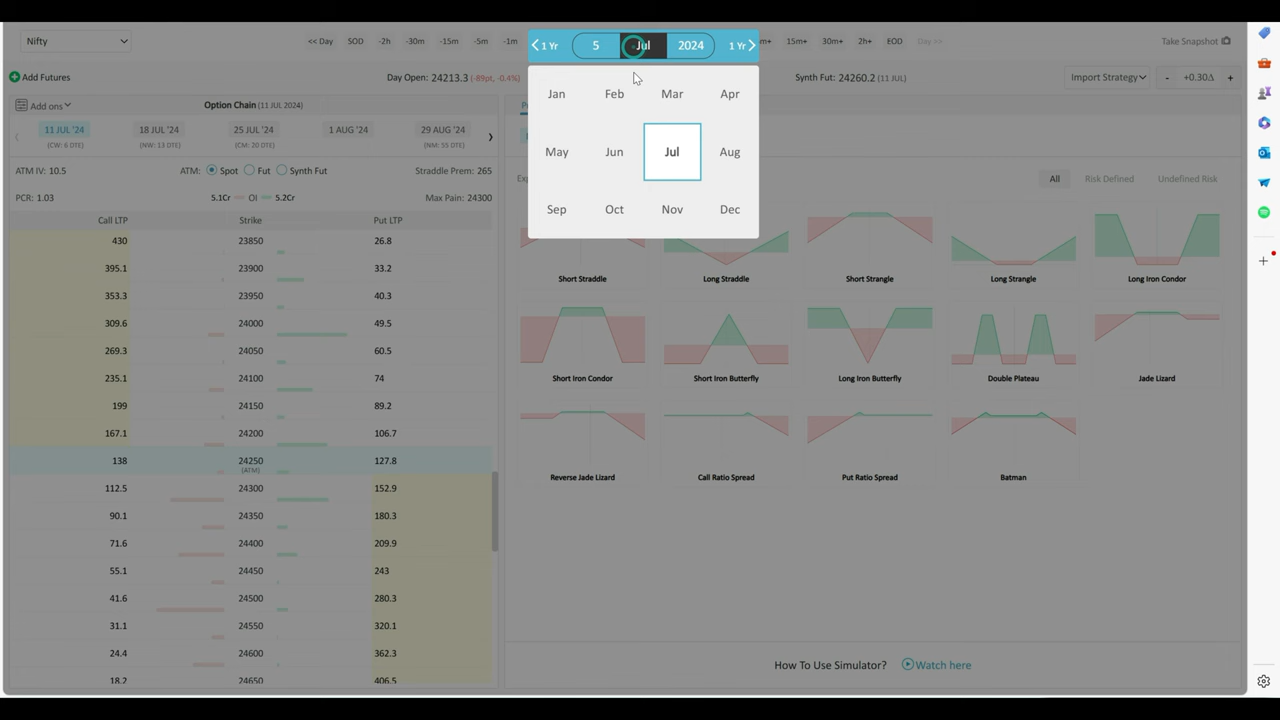 Nifty
<< Day SOD -2h -30m -15m -5m -1m
1 Yr 5 Jul 2024 1 Yr
m+ 15m+ 30m+ 2h+ EOD Day >>
Take Snapshot
Add Futures
Day Open: 24213.3 (-89pt, -0.4%)
Synth Fut: 24260.2 (11 JUL)
Import Strategy
- +0.30Δ +
Jan Feb Mar Apr
May Jun Jul Aug
Sep Oct Nov Dec
Add ons
Option Chain (11 JUL 2024)
11 JUL '24 18 JUL '24 25 JUL '24 1 AUG '24 29 AUG '24
(CW: 6 DTE) (NW: 13 DTE) (CM: 20 DTE) (NM: 55 DTE)
ATM IV: 10.5 ATM: Spot Fut Synth Fut Straddle Prem: 265
PCR: 1.03 5.1Cr OI 5.2Cr Max Pain: 24300
Call LTP Strike Put LTP
430 23850 26.8
395.1 23900 33.2
353.3 23950 40.3
309.6 24000 49.5
269.3 24050 60.5
235.1 24100 74
199 24150 89.2
167.1 24200 106.7
138 24250 127.8
(ATM)
112.5 24300 152.9
90.1 24350 180.3
71.6 24400 209.9
55.1 24450 243
41.6 24500 280.3
31.1 24550 320.1
24.4 24600 362.3
18.2 24650 406.5
All Risk Defined Undefined Risk
Short Straddle Long Straddle Short Strangle Long Strangle Long Iron Condor
Short Iron Condor Short Iron Butterfly Long Iron Butterfly Double Plateau Jade Lizard
Reverse Jade Lizard Call Ratio Spread Put Ratio Spread Batman
How To Use Simulator? Watch here